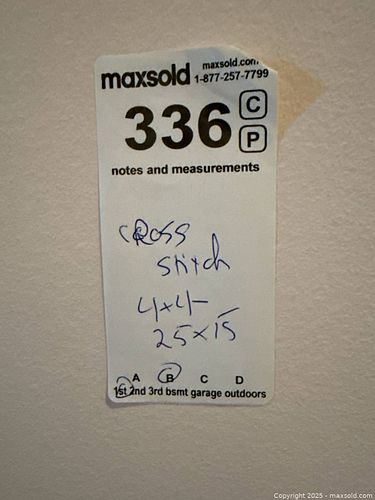 maxsold maxsold.com
1-877-257-7799
336 C
P
notes and measurements
CROSS
Stitch
4x4
25x15
A B C D
1st 2nd 3rd bsmt garage outdoors
Copyright 2025 - maxsold.com